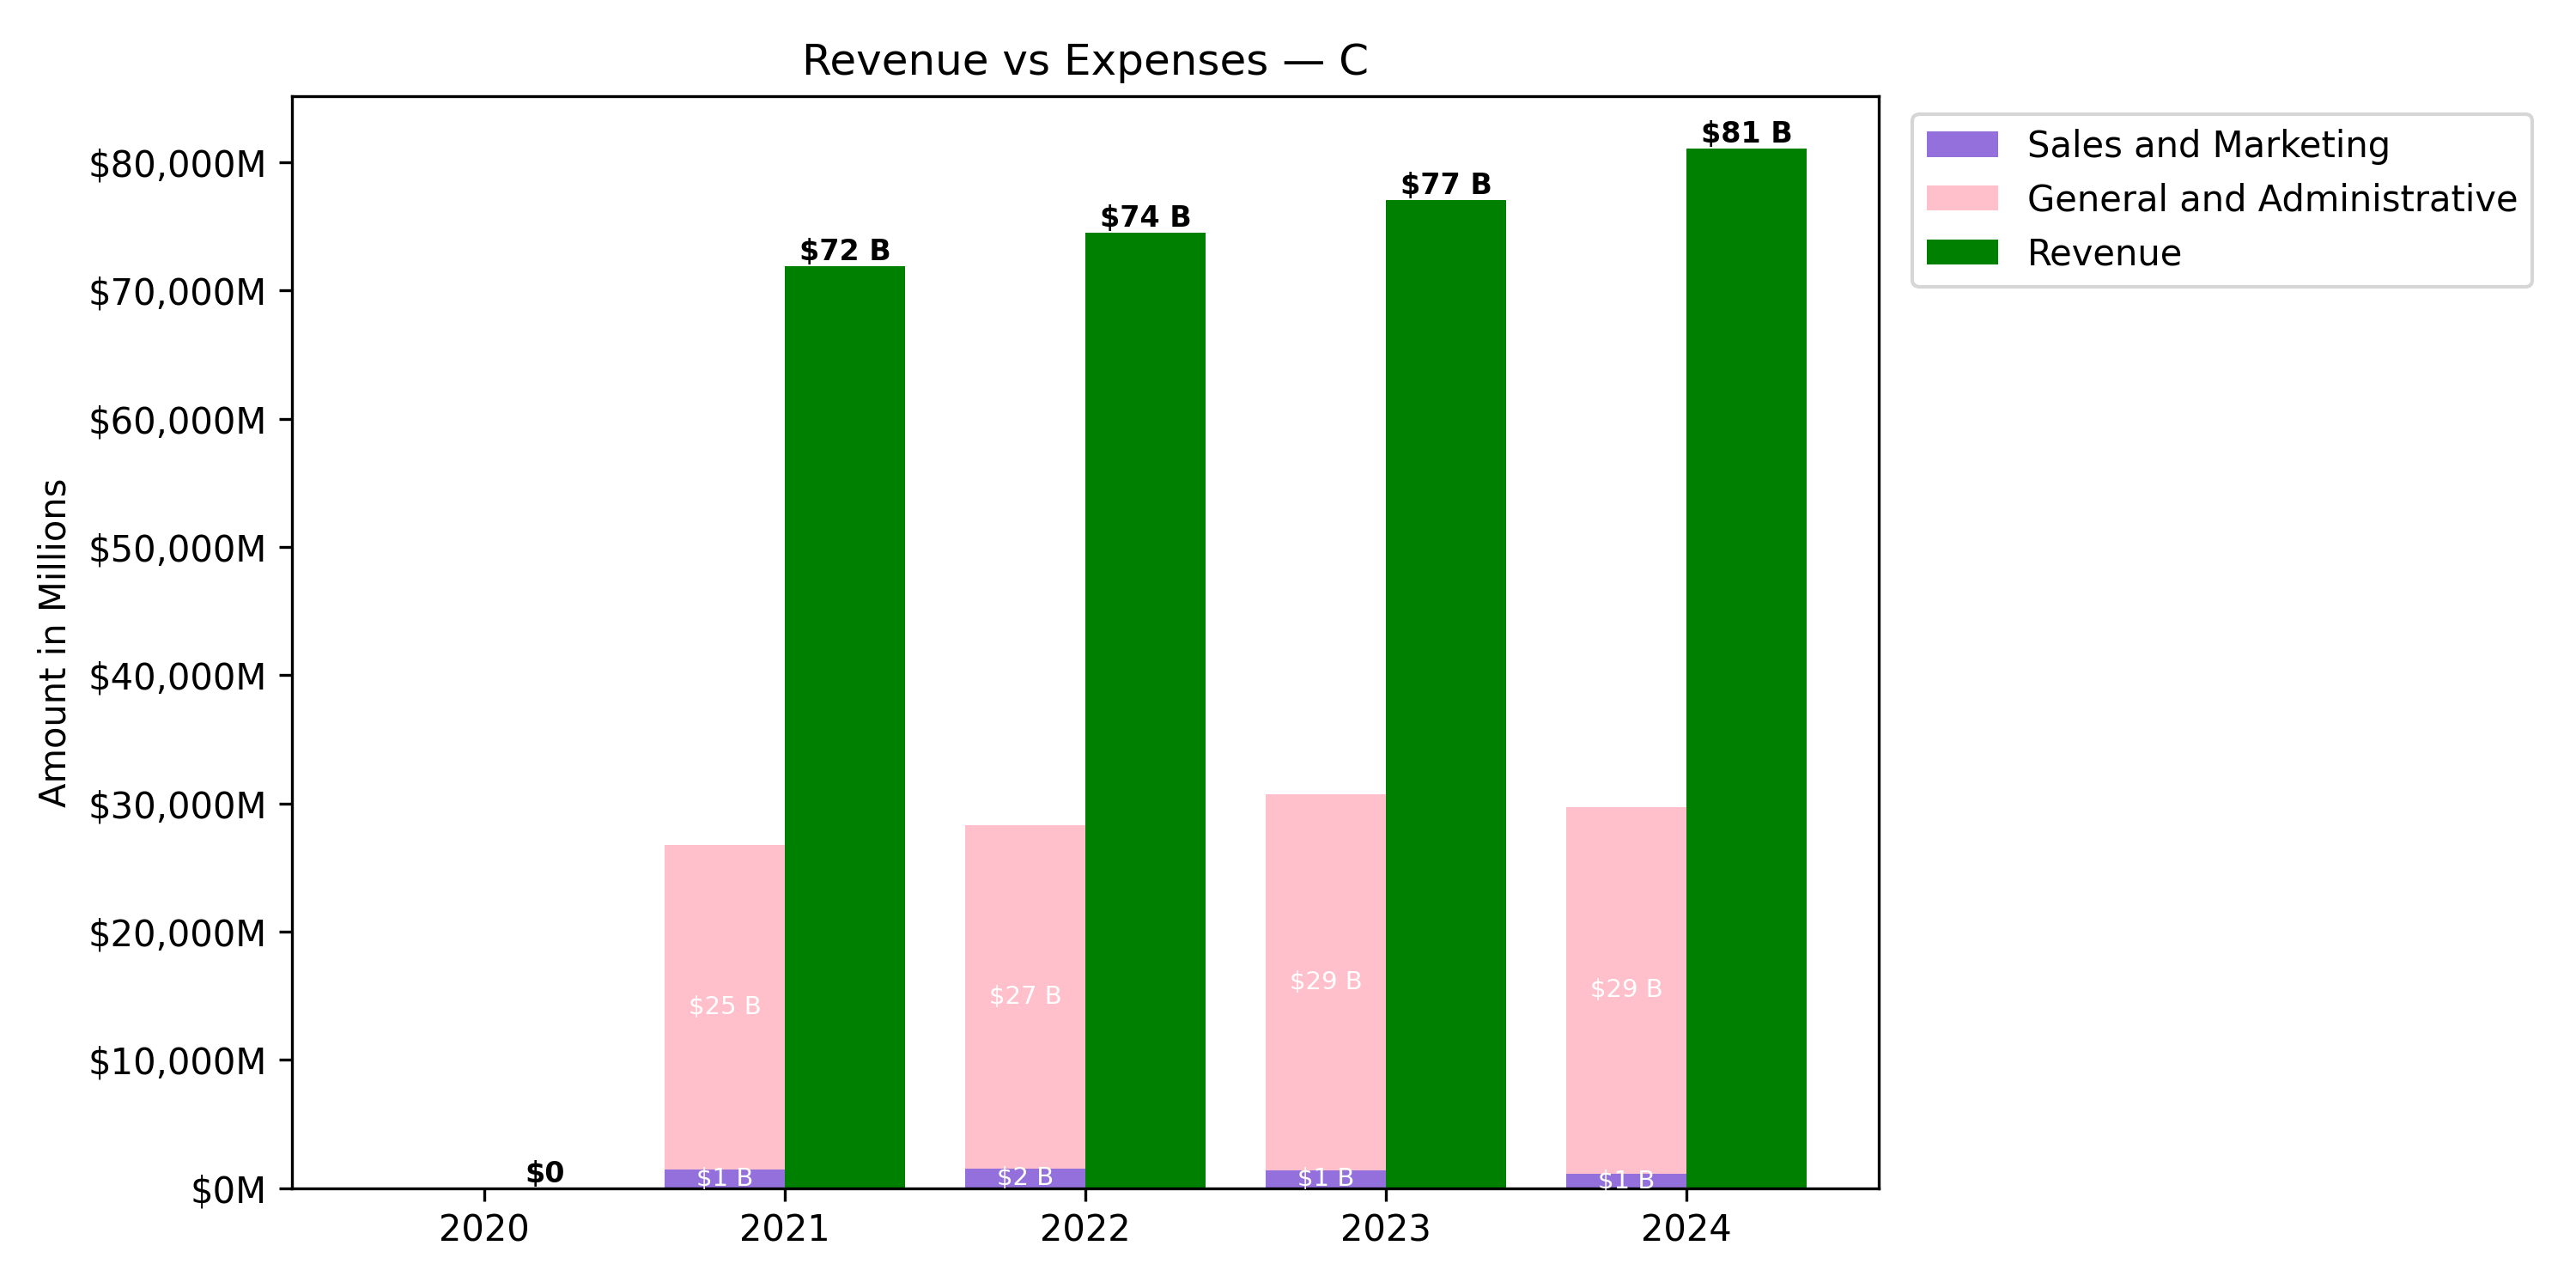 Revenue vs Expenses — C
Amount in Millions
$80,000M
$70,000M
$60,000M
$50,000M
$40,000M
$30,000M
$20,000M
$10,000M
$0M
$0
$72 B
$74 B
$77 B
$81 B
$25 B
$27 B
$29 B
$29 B
$1 B
$2 B
$1 B
$1 B
2020
2021
2022
2023
2024
Sales and Marketing
General and Administrative
Revenue